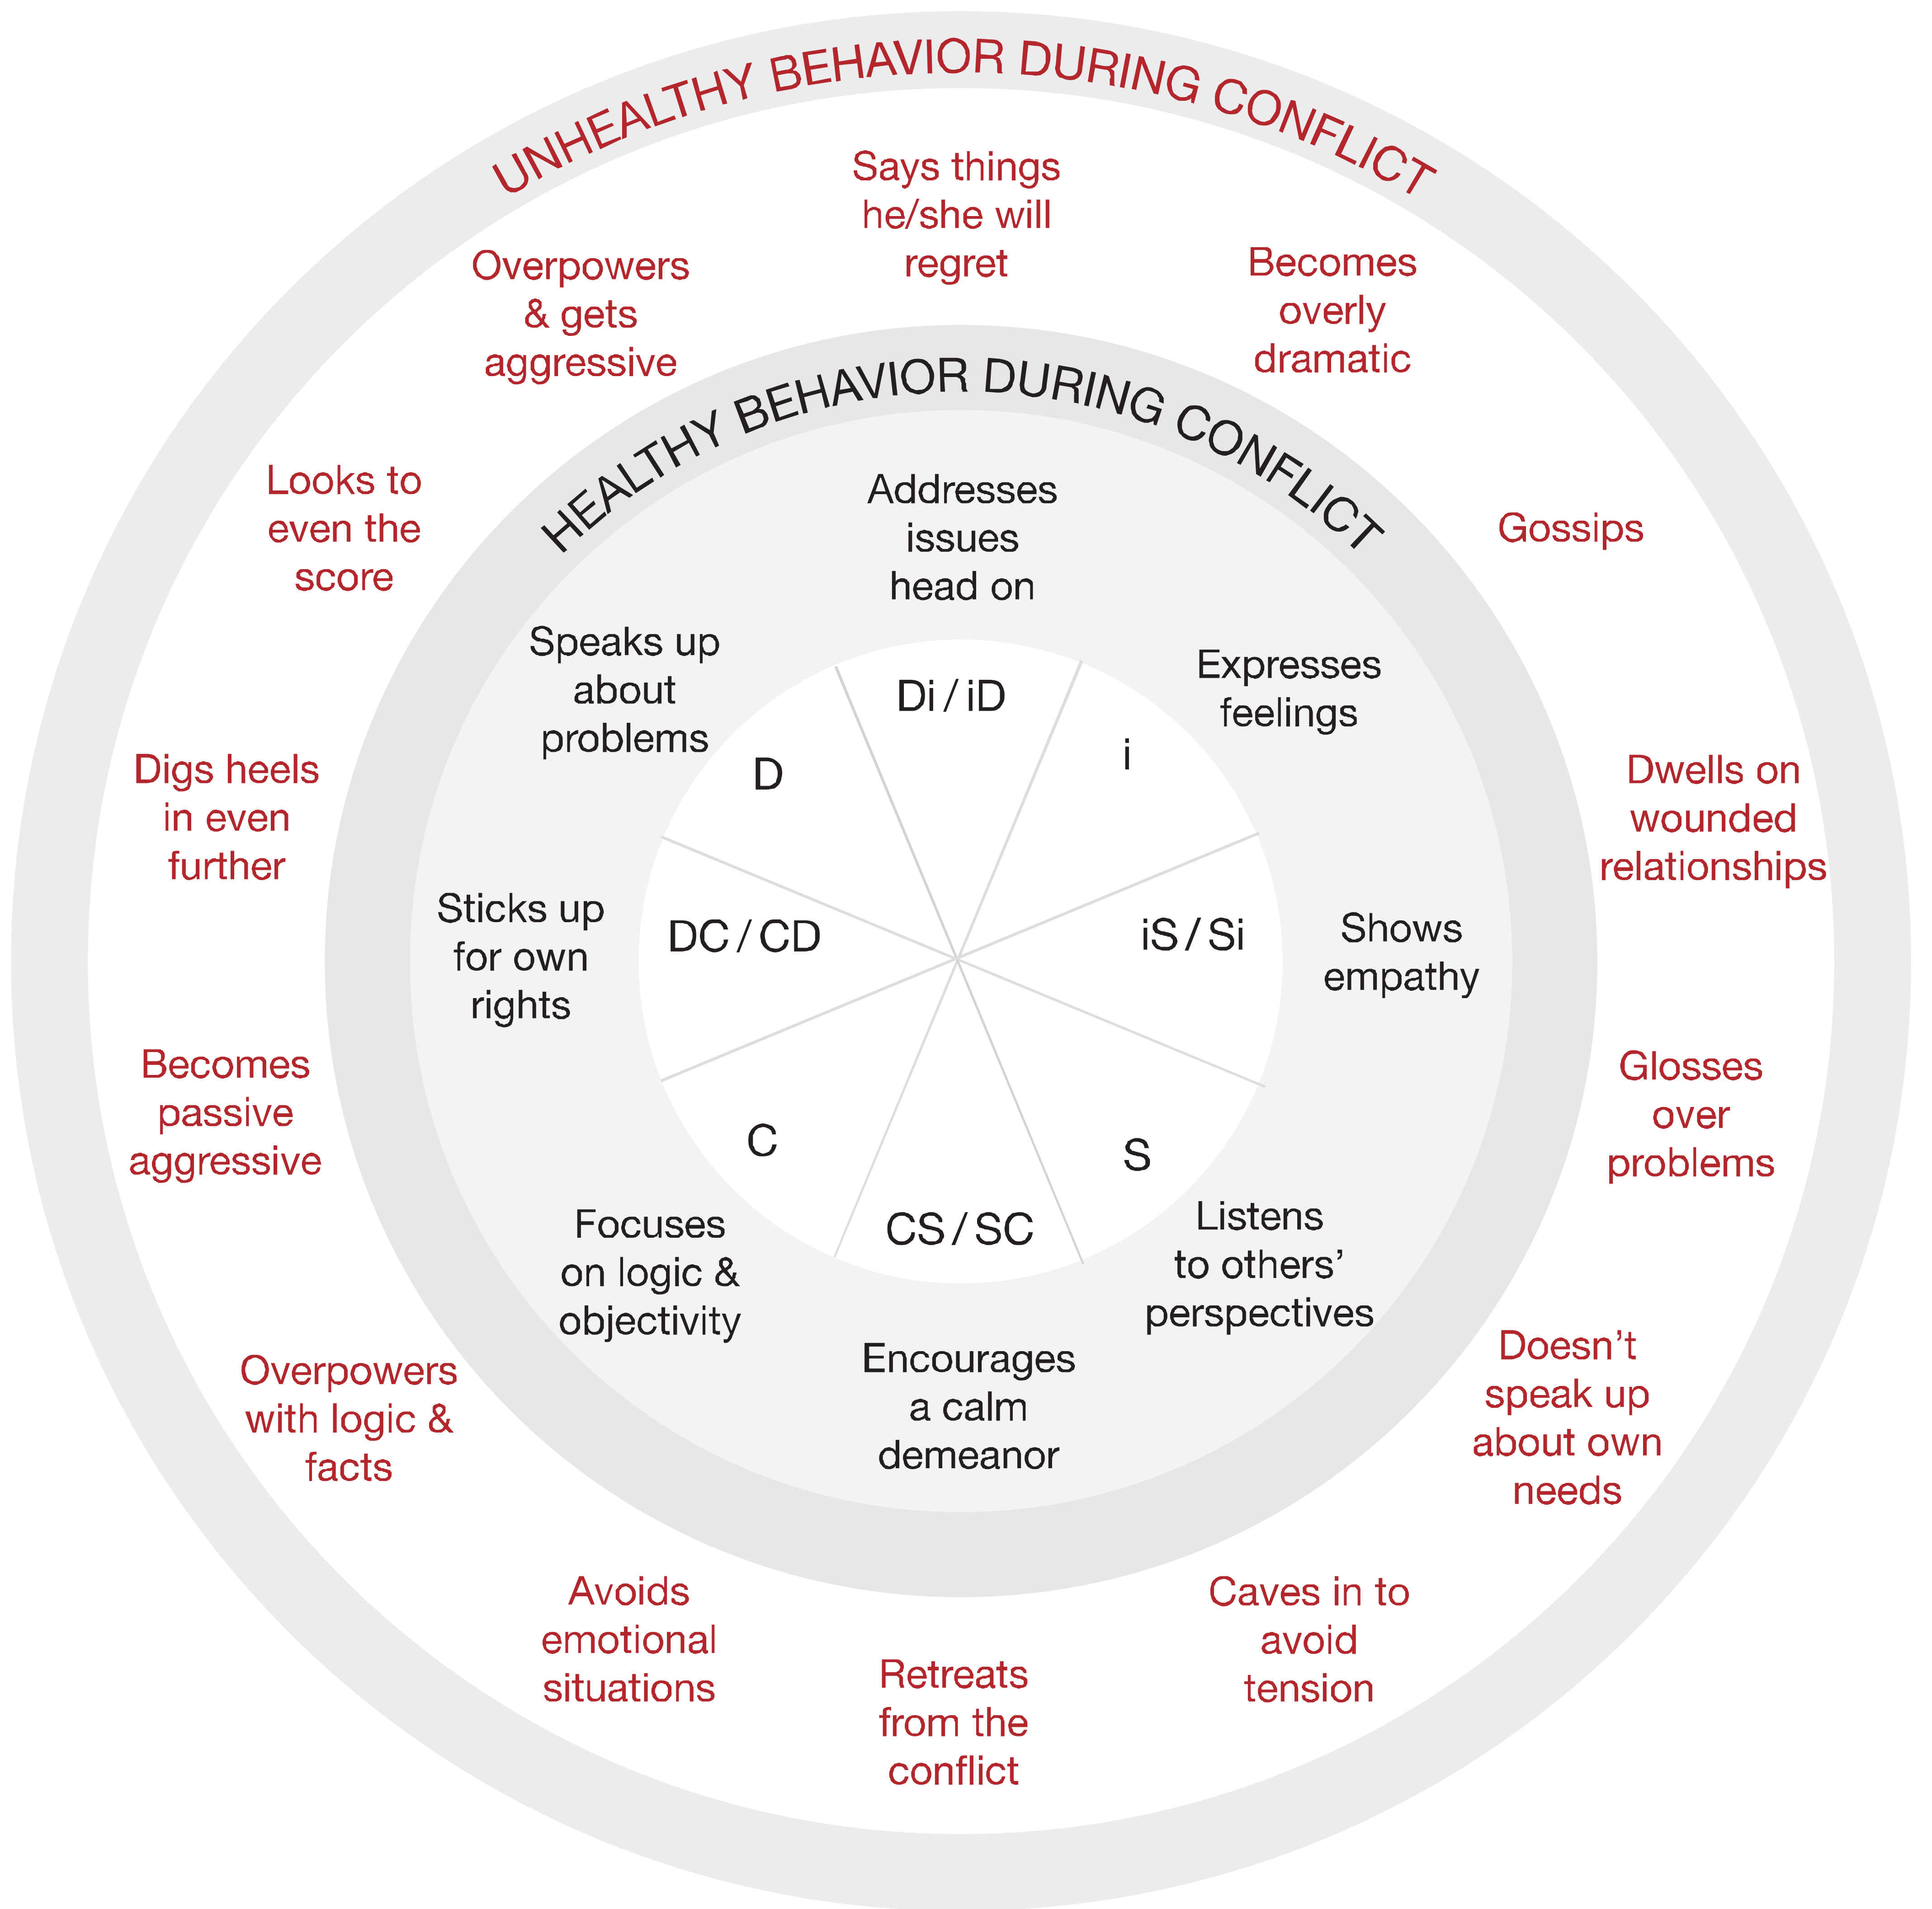 UNHEALTHY BEHAVIOR DURING CONFLICT
Says things
he/she will
regret
Overpowers
& gets
aggressive
Becomes
overly
dramatic
Looks to
even the
score
Gossips
Digs heels
in even
further
Dwells on
wounded
relationships
Becomes
passive
aggressive
Glosses
over
problems
Overpowers
with logic &
facts
Doesn’t
speak up
about own
needs
Avoids
emotional
situations
Retreats
from the
conflict
Caves in to
avoid
tension
HEALTHY BEHAVIOR DURING CONFLICT
Addresses
issues
head on
Speaks up
about
problems
Expresses
feelings
Sticks up
for own
rights
Shows
empathy
Focuses
on logic &
objectivity
Listens
to others’
perspectives
Encourages
a calm
demeanor
Di / iD
D
i
DC / CD
iS / Si
C
S
CS / SC